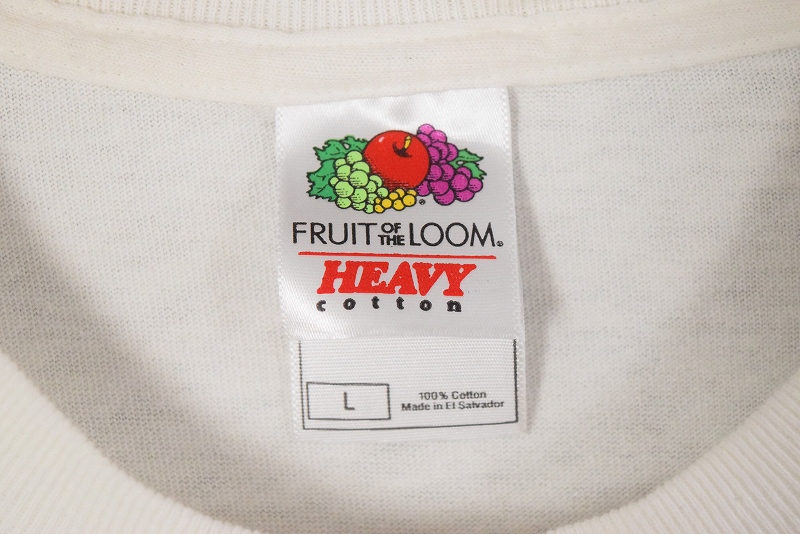 FRUIT OF THE LOOM®
HEAVY
cotton
L
100% Cotton
Made in El Salvador